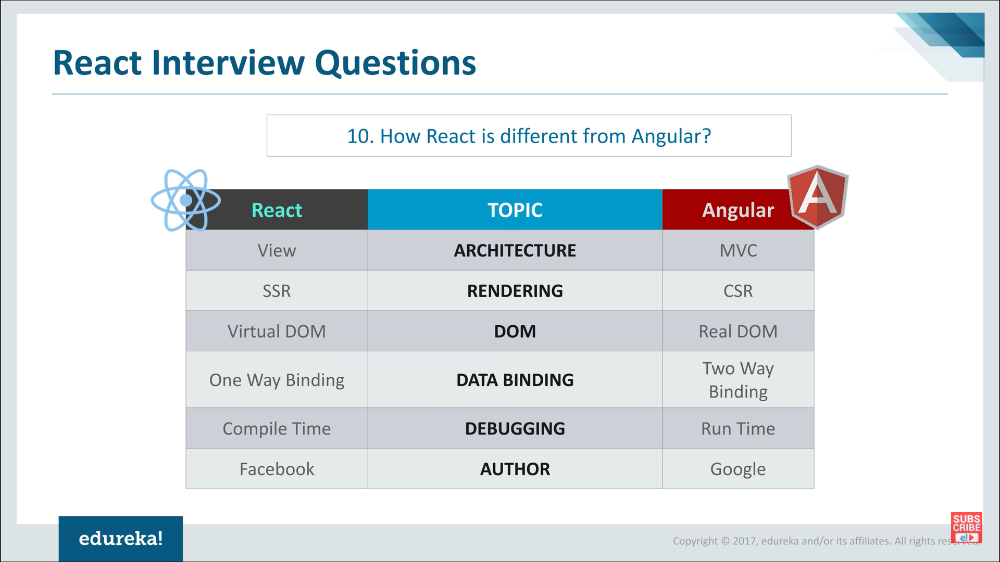 React Interview Questions
10. How React is different from Angular?
React TOPIC Angular
View ARCHITECTURE MVC
SSR RENDERING CSR
Virtual DOM DOM Real DOM
One Way Binding DATA BINDING Two Way
Binding
Compile Time DEBUGGING Run Time
Facebook AUTHOR Google
edureka!
Copyright © 2017, edureka and/or its affiliates. All rights reserved.
SUBS
CRIBE
e!